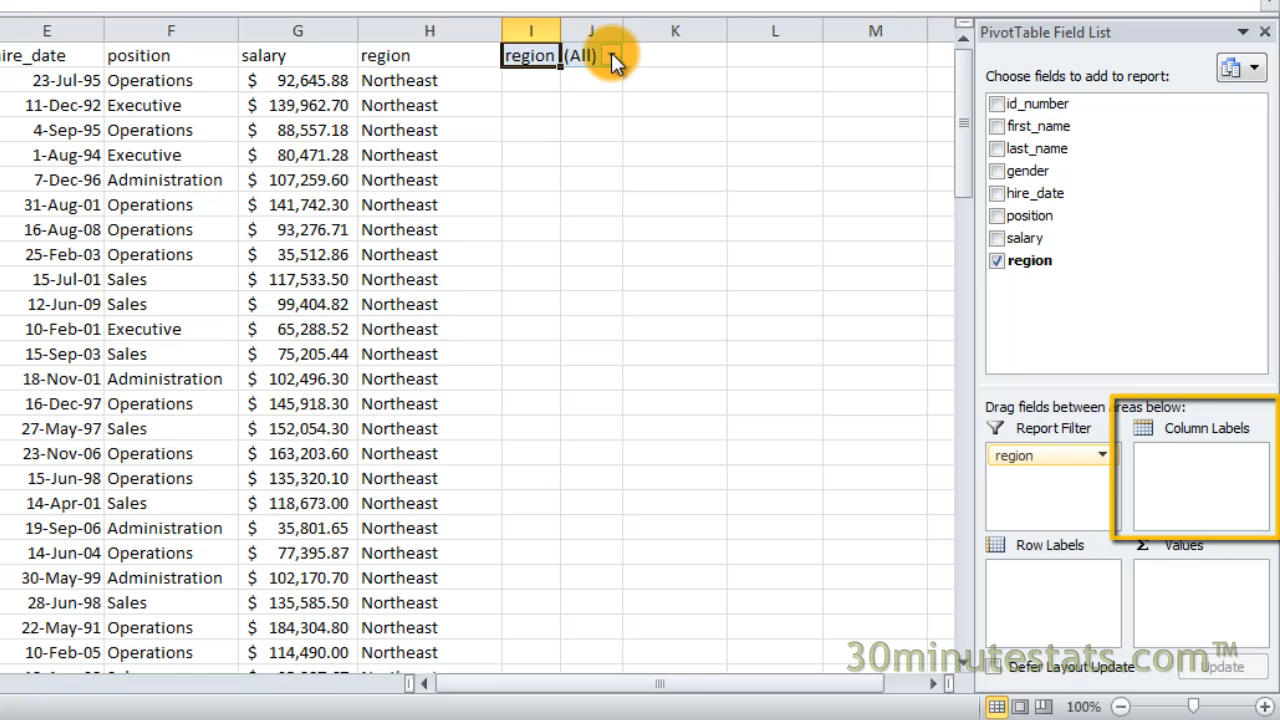 E F G H I J K L M
hire_date position salary region region (All)
23-Jul-95 Operations $ 92,645.88 Northeast
11-Dec-92 Executive $ 139,962.70 Northeast
4-Sep-95 Operations $ 88,557.18 Northeast
1-Aug-94 Executive $ 80,471.28 Northeast
7-Dec-96 Administration $ 107,259.60 Northeast
31-Aug-01 Operations $ 141,742.30 Northeast
16-Aug-08 Operations $ 93,276.71 Northeast
25-Feb-03 Operations $ 35,512.86 Northeast
15-Jul-01 Sales $ 117,533.50 Northeast
12-Jun-09 Sales $ 99,404.82 Northeast
10-Feb-01 Executive $ 65,288.52 Northeast
15-Sep-03 Sales $ 75,205.44 Northeast
18-Nov-01 Administration $ 102,496.30 Northeast
16-Dec-97 Operations $ 145,918.30 Northeast
27-May-97 Sales $ 152,054.30 Northeast
23-Nov-06 Operations $ 163,203.60 Northeast
15-Jun-98 Operations $ 135,320.10 Northeast
14-Apr-01 Sales $ 118,673.00 Northeast
19-Sep-06 Administration $ 35,801.65 Northeast
14-Jun-04 Operations $ 77,395.87 Northeast
30-May-99 Administration $ 102,170.70 Northeast
28-Jun-98 Sales $ 135,585.50 Northeast
22-May-91 Operations $ 184,304.80 Northeast
10-Feb-05 Operations $ 114,490.00 Northeast
PivotTable Field List
Choose fields to add to report:
id_number
first_name
last_name
gender
hire_date
position
salary
region
Drag fields between areas below:
Report Filter Column Labels
region
Row Labels Σ Values
30minutestats.com™
Defer Layout Update Update
100%